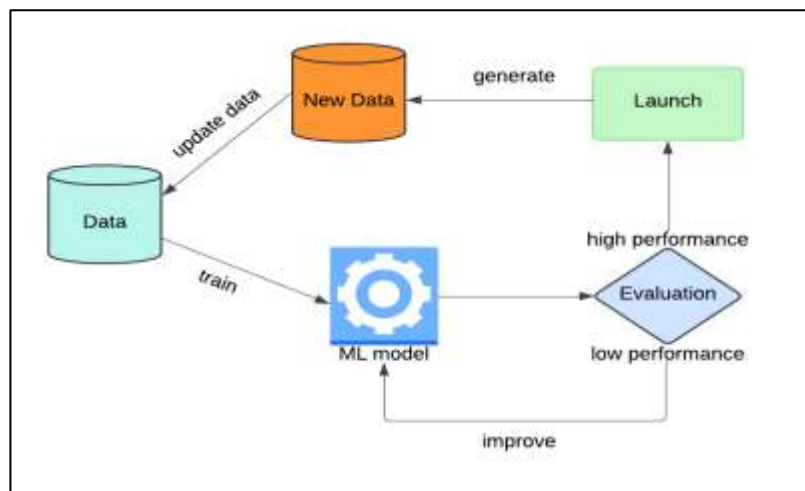 generate
New Data
Launch
update data
Data
high performance
train
Evaluation
ML model
low performance
improve